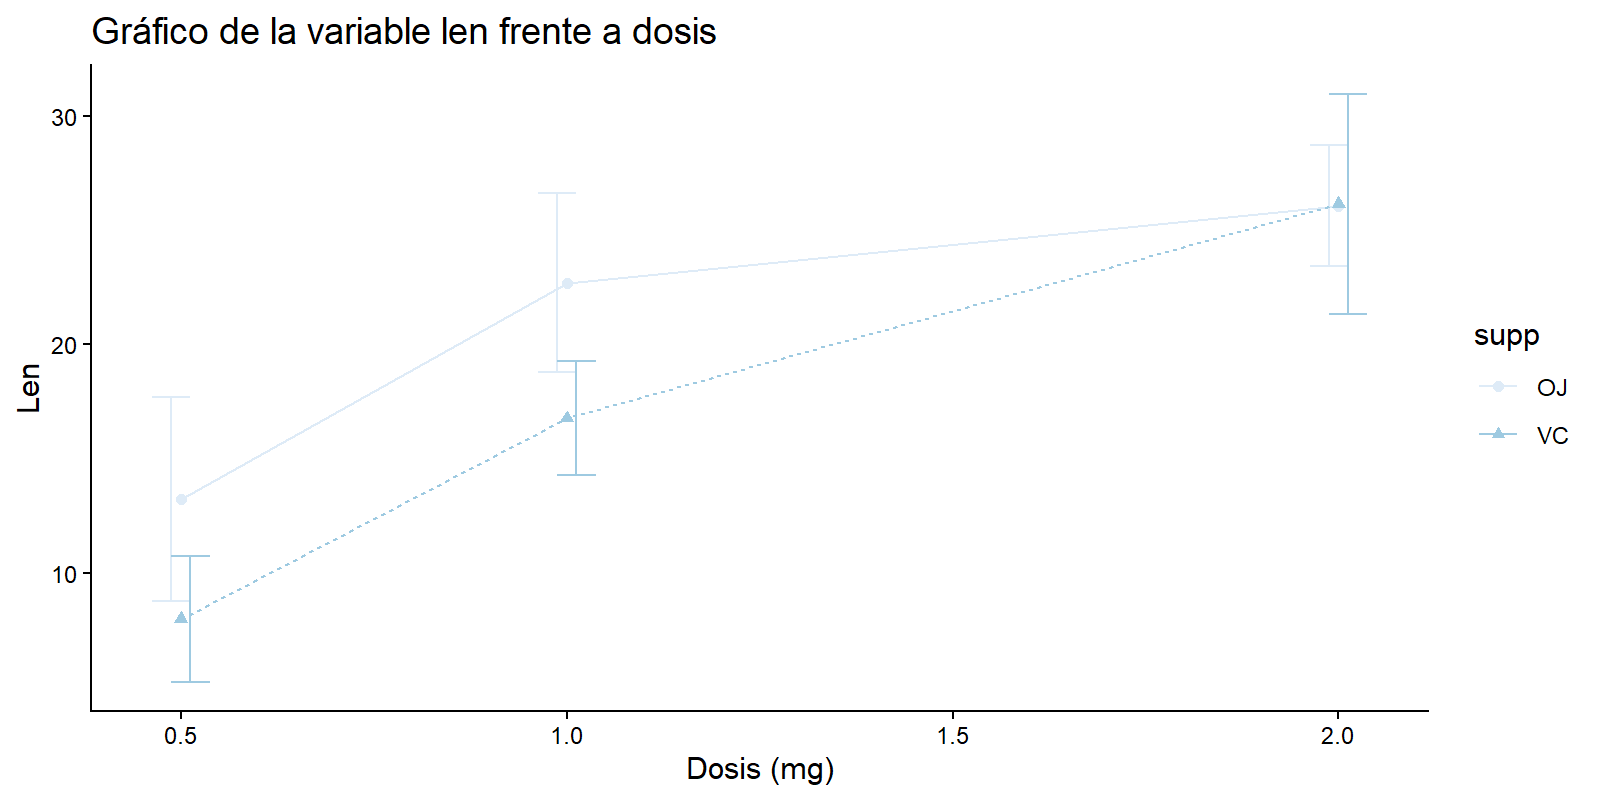 Gráfico de la variable len frente a dosis
30
20
10
Len
0.5 1.0 1.5 2.0
Dosis (mg)
supp
OJ
VC